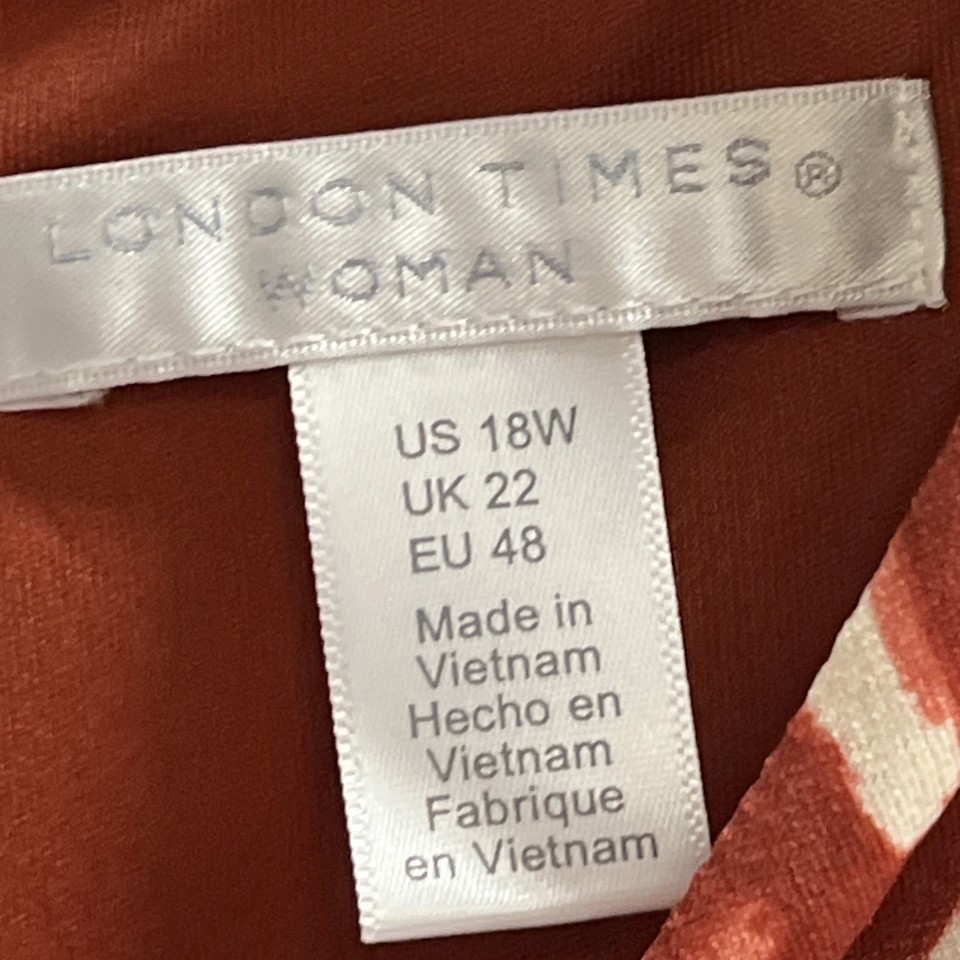 LONDON TIMES®
WOMAN
US 18W
UK 22
EU 48
Made in
Vietnam
Hecho en
Vietnam
Fabrique
en Vietnam